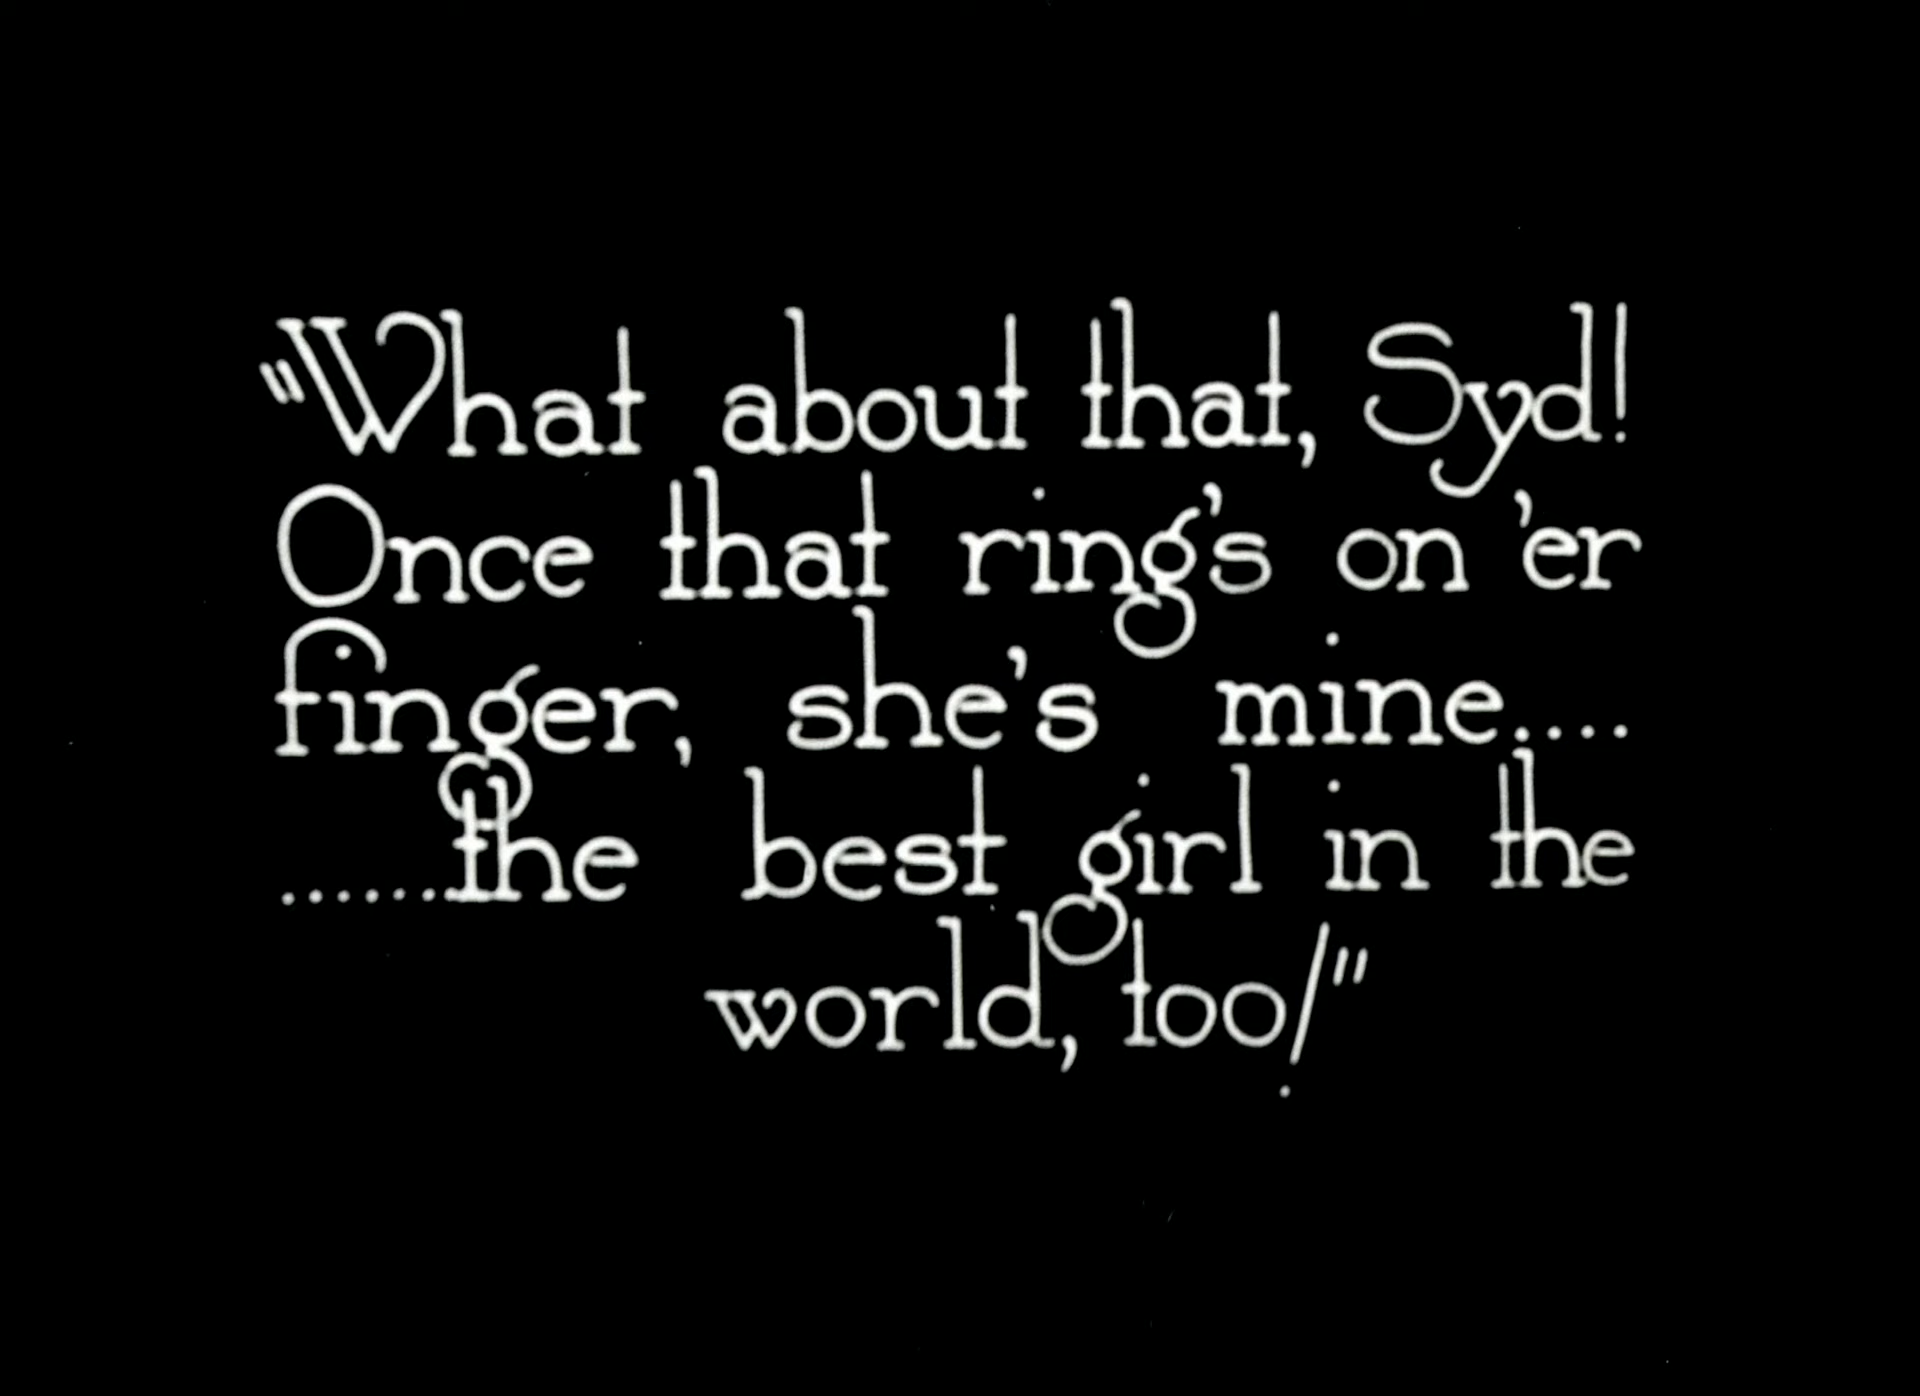 "What about that, Syd!
Once that ring's on 'er
finger, she's mine....
.......the best girl in the
world, too!"